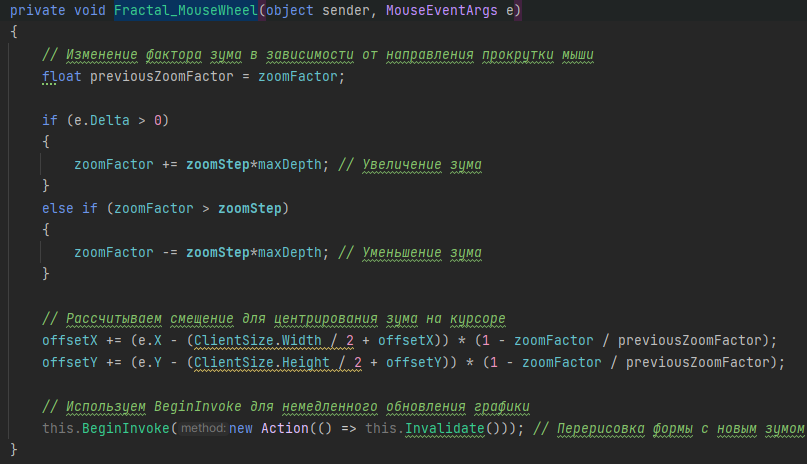 private void Fractal_MouseWheel(object sender, MouseEventArgs e)
{
// Изменение фактора зума в зависимости от направления прокрутки мыши
float previousZoomFactor = zoomFactor;
if (e.Delta > 0)
{
zoomFactor += zoomStep*maxDepth; // Увеличение зума
}
else if (zoomFactor > zoomStep)
{
zoomFactor -= zoomStep*maxDepth; // Уменьшение зума
}
// Рассчитываем смещение для центрирования зума на курсоре
offsetX += (e.X - (ClientSize.Width / 2 + offsetX)) * (1 - zoomFactor / previousZoomFactor);
offsetY += (e.Y - (ClientSize.Height / 2 + offsetY)) * (1 - zoomFactor / previousZoomFactor);
// Используем BeginInvoke для немедленного обновления графики
this.BeginInvoke(method:new Action(() => this.Invalidate())); // Перерисовка формы с новым зумом
}